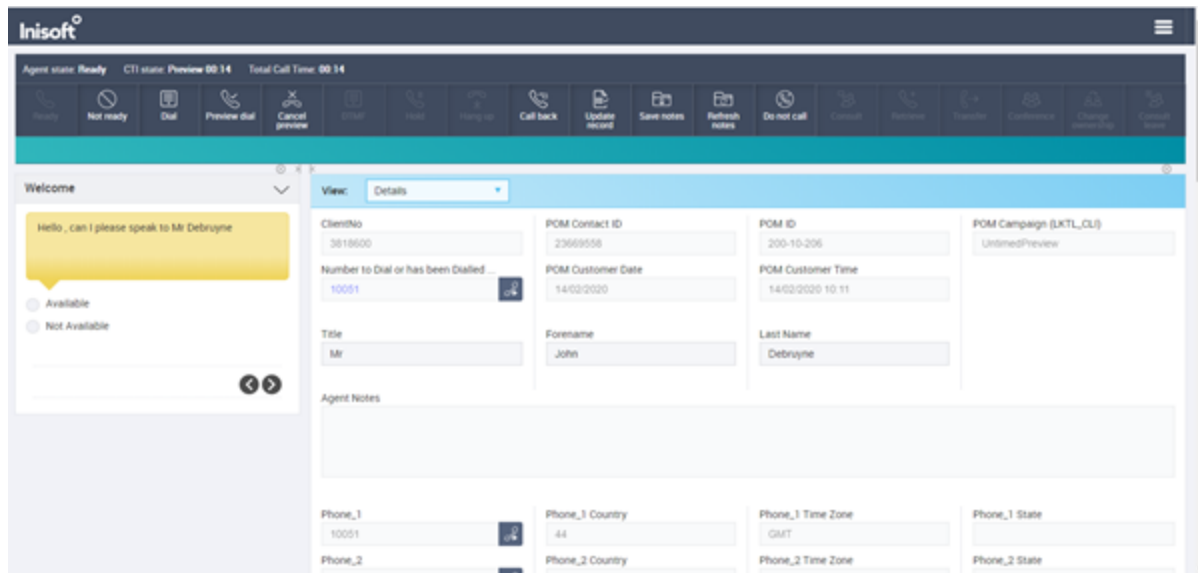 Inisoft
Agent state: Ready CTI state: Preview 00:14 Total Call Time: 00:14
Ready Not ready Dial Preview dial Cancel preview DTMF Hold Hang up Call back Update record Save notes Refresh notes Do not call Consult Retrieve Transfer Conference Change ownership Consult leave
Welcome
Hello , can I please speak to Mr Debruyne
Available
Not Available
View: Details
ClientNo POM Contact ID POM ID POM Campaign (LKTL_CLI)
3818600 23669558 200-10-206 UntimedPreview
Number to Dial or has been Dialled ... POM Customer Date POM Customer Time
10051 14/02/2020 14/02/2020 10:11
Title Forename Last Name
Mr John Debruyne
Agent Notes
Phone_1 Phone_1 Country Phone_1 Time Zone Phone_1 State
10051 44 GMT
Phone_2 Phone_2 Country Phone_2 Time Zone Phone_2 State